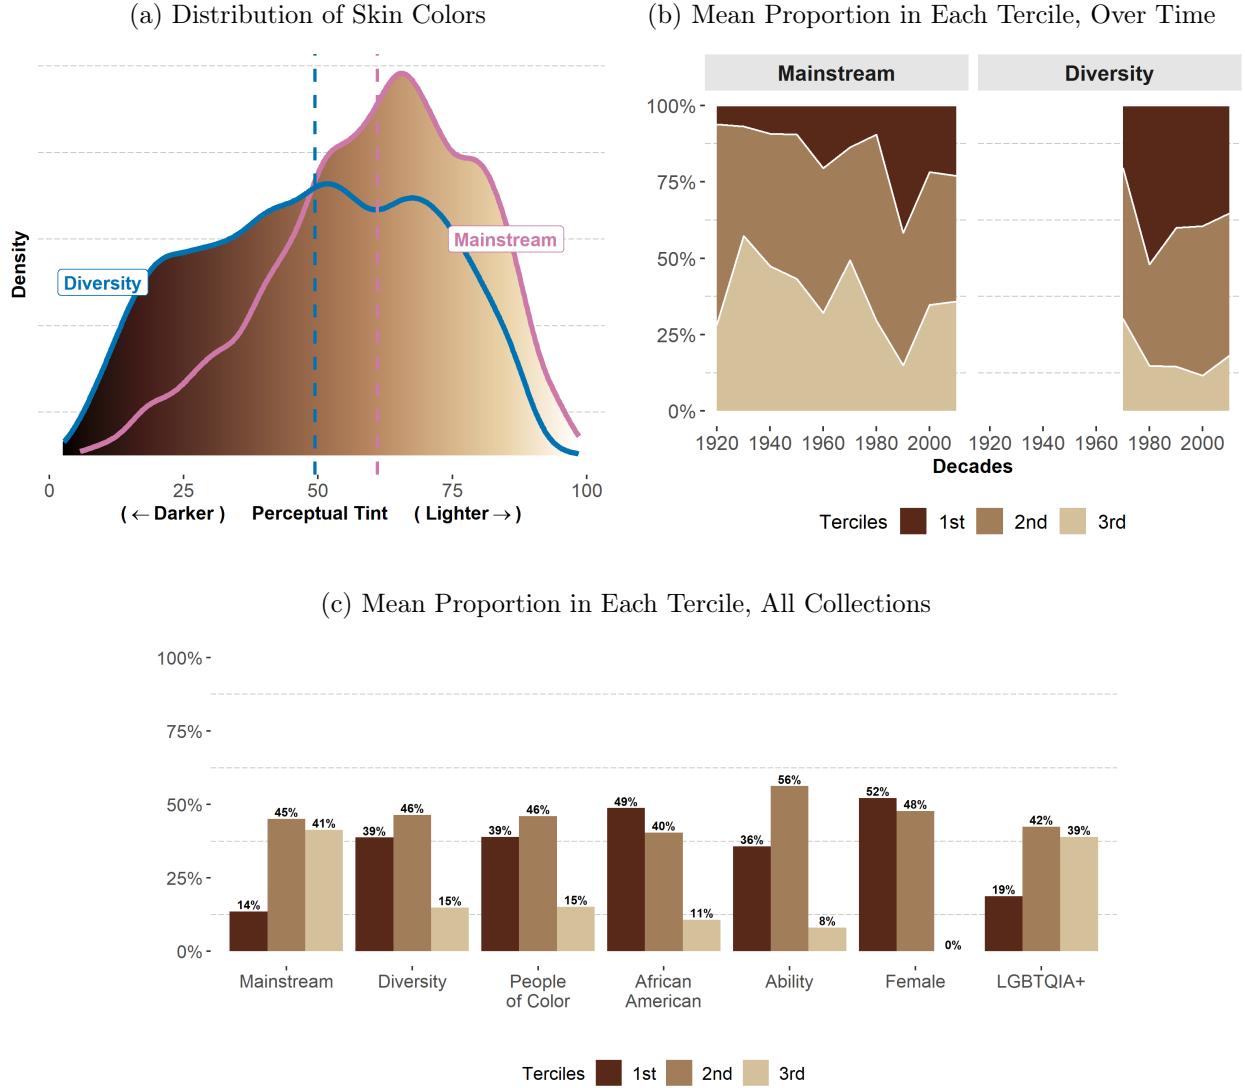 (a) Distribution of Skin Colors
Density
Diversity
Mainstream
0 25 50 75 100
( ← Darker ) Perceptual Tint ( Lighter → )
(b) Mean Proportion in Each Tercile, Over Time
Mainstream Diversity
100%
75%
50%
25%
0%
1920 1940 1960 1980 2000 1920 1940 1960 1980 2000
Decades
Terciles 1st 2nd 3rd
(c) Mean Proportion in Each Tercile, All Collections
100%
75%
50%
25%
0%
14% 45% 41%
39% 46% 15%
39% 46% 15%
49% 40% 11%
36% 56% 8%
52% 48% 0%
19% 42% 39%
Mainstream
Diversity
People
of Color
African
American
Ability
Female
LGBTQIA+
Terciles 1st 2nd 3rd